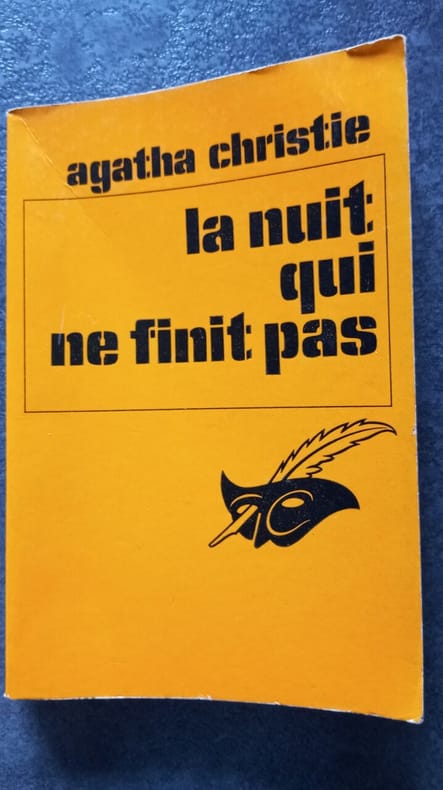 agatha christie
la nuit
qui
ne finit pas